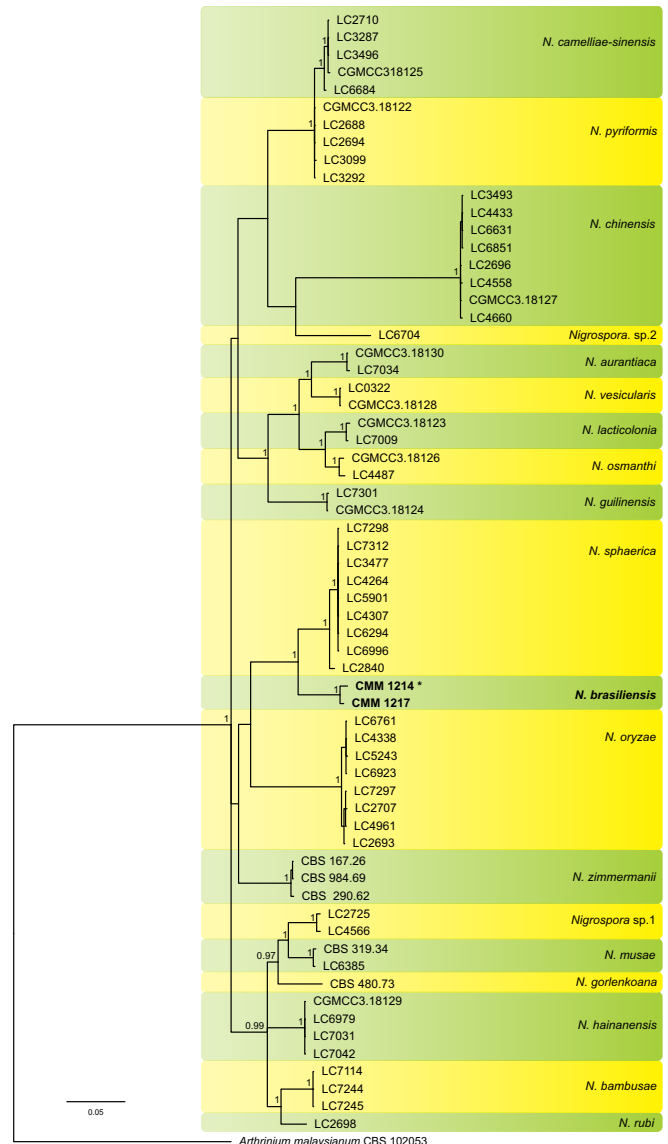 LC2710
LC3287
N. camelliae-sinensis
1
LC3496
1
CGMCC318125
LC6684
CGMCC3.18122
1
LC2688
N. pyriformis
LC2694
LC3099
LC3292
LC3493
LC4433
N. chinensis
LC6631
LC6851
LC2696
1
LC4558
CGMCC3.18127
LC4660
LC6704
Nigrospora. sp.2
CGMCC3.18130
1
N. aurantiaca
LC7034
1
LC0322
1
N. vesicularis
CGMCC3.18128
1
CGMCC3.18123
1
N. lacticolonia
LC7009
1
CGMCC3.18126
1
N. osmanthi
LC4487
1
LC7301
1
N. guilinensis
CGMCC3.18124
LC7298
LC7312
N. sphaerica
LC3477
LC4264
1
LC5901
LC4307
1
LC6294
LC6996
LC2840
CMM 1214 *
1
N. brasiliensis
CMM 1217
1
LC6761
LC4338
N. oryzae
LC5243
LC6923
1
LC7297
LC2707
LC4961
LC2693
CBS 167.26
CBS 984.69
1
N. zimmermanii
CBS 290.62
LC2725
1
Nigrospora sp.1
LC4566
1
CBS 319.34
0.97
1
N. musae
LC6385
CBS 480.73
N. gorlenkoana
CGMCC3.18129
LC6979
N. hainanensis
0.99
1
LC7031
LC7042
LC7114
1
LC7244
N. bambusae
LC7245
1
LC2698
N. rubi
0.05
Arthrinium malaysianum CBS 102053